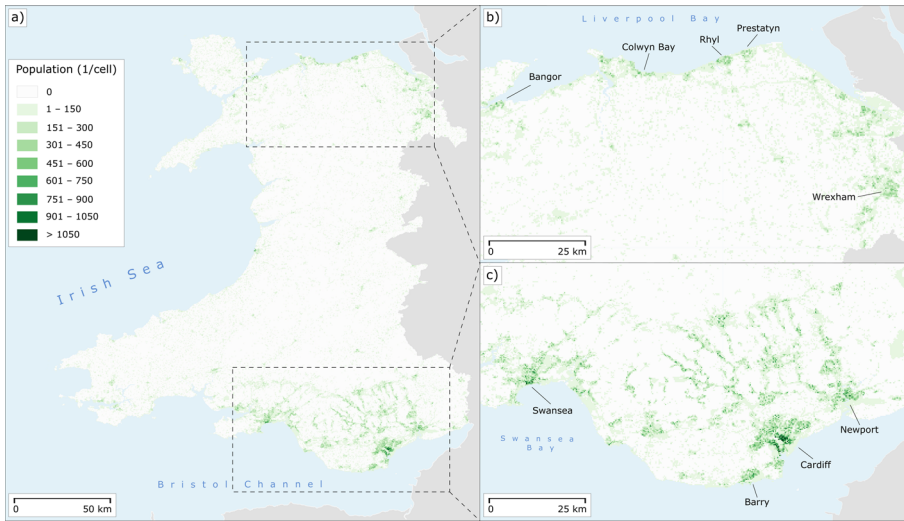 a)
Population (1/cell)
0
1 – 150
151 – 300
301 – 450
451 – 600
601 – 750
751 – 900
901 – 1050
> 1050
Irish Sea
Bristol Channel
0 50 km
b)
Liverpool Bay
Prestatyn
Rhyl
Colwyn Bay
Bangor
Wrexham
0 25 km
c)
Swansea
Swansea
Bay
Newport
Cardiff
Barry
0 25 km